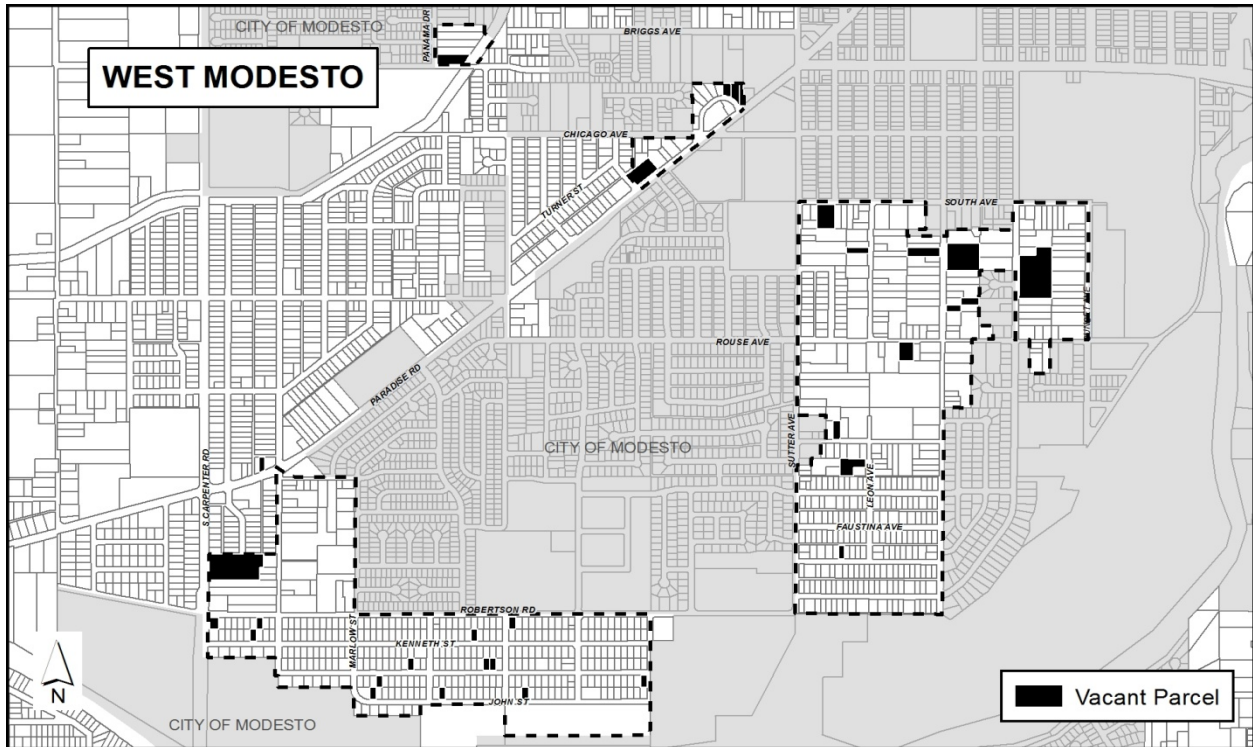 CITY OF MODESTO
PANAMA DR
BRIGGS AVE
WEST MODESTO
CHICAGO AVE
TURNER ST
SOUTH AVE
ROUSE AVE
PARADISE RD
SUTTER AVE
CITY OF MODESTO
S CARPENTER RD
LEON AVE
FAUSTINA AVE
ROBERTSON RD
MARLOW ST
KENNETH ST
JOHN ST
N
Vacant Parcel
CITY OF MODESTO